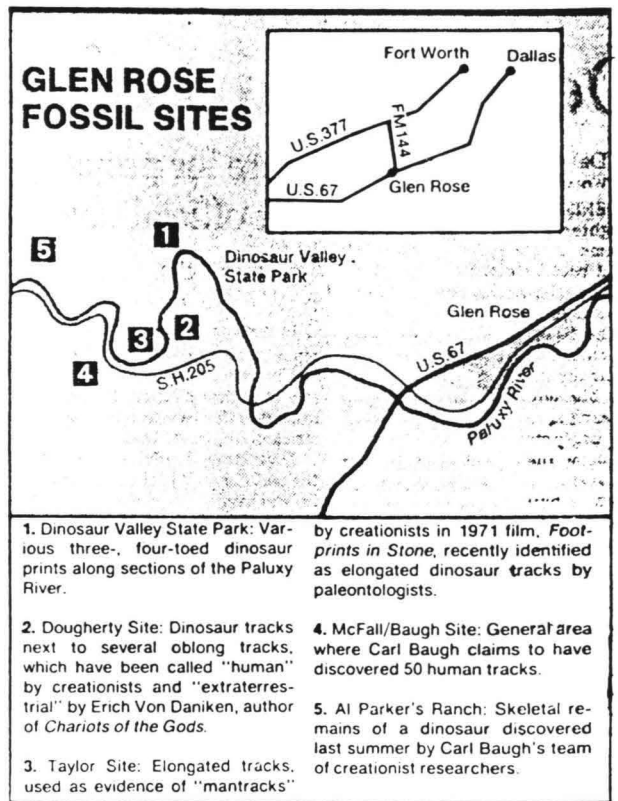 GLEN ROSE
FOSSIL SITES
Fort Worth
Dallas
U.S.377
FM144
U.S.67
Glen Rose
5
1
Dinosaur Valley
State Park
2
3
4
S.H.205
Glen Rose
U.S.67
Paluxy River
1. Dinosaur Valley State Park: Var-
ious three-, four-toed dinosaur
prints along sections of the Paluxy
River.
2. Dougherty Site: Dinosaur tracks
next to several oblong tracks,
which have been called "human"
by creationists and "extraterres-
trial" by Erich Von Daniken, author
of Chariots of the Gods.
3. Taylor Site: Elongated tracks,
used as evidence of "mantracks"
by creationists in 1971 film, Foot-
prints in Stone, recently identified
as elongated dinosaur tracks by
paleontologists.
4. McFall/Baugh Site: General area
where Carl Baugh claims to have
discovered 50 human tracks.
5. Al Parker's Ranch: Skeletal re-
mains of a dinosaur discovered
last summer by Carl Baugh's team
of creationist researchers.